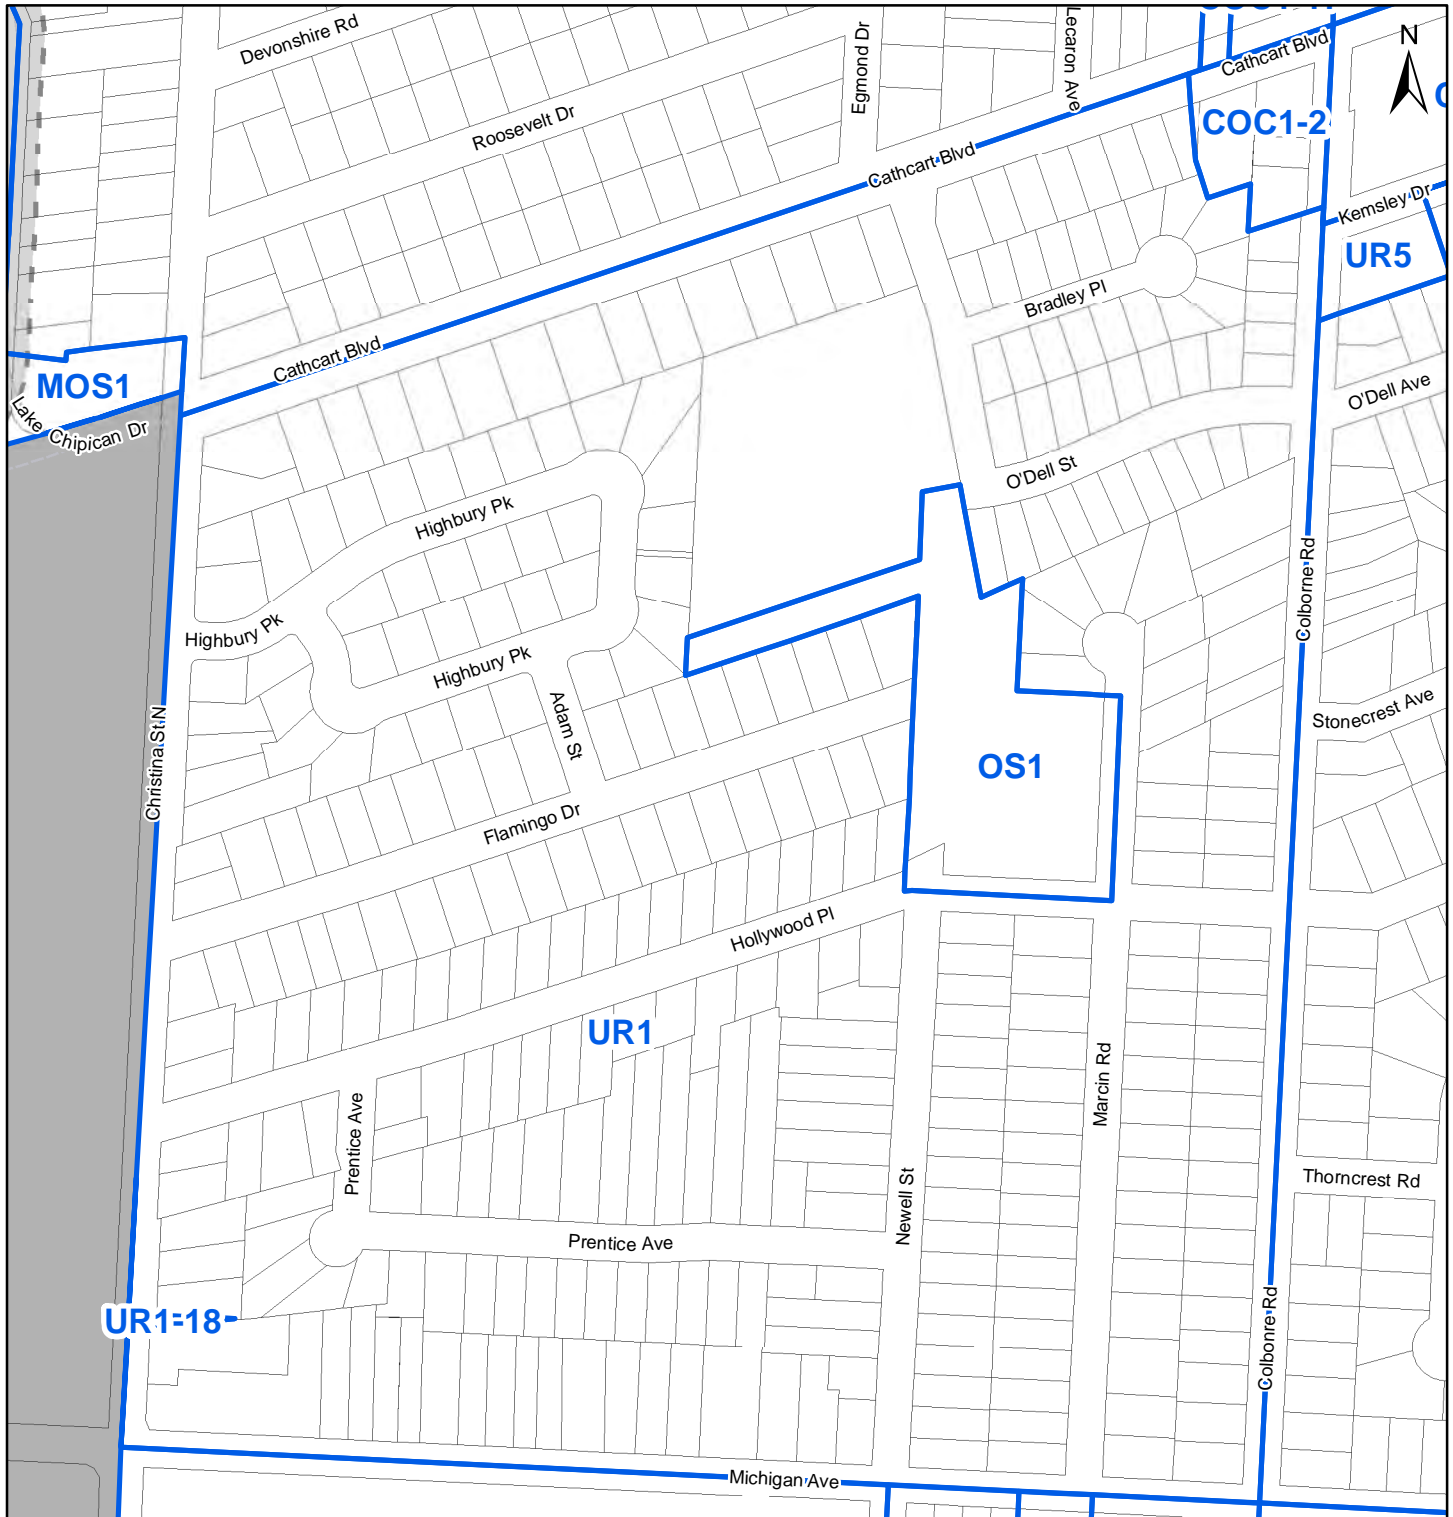 Devonshire Rd
Egmond Dr
Lecaron Ave
Cathcart Blvd
N
Roosevelt Dr
COC1-2
Cathcart Blvd
Kemsley Dr
UR5
Bradley Pl
Cathcart Blvd
MOS1
Lake Chipican Dr
O'Dell Ave
O'Dell St
Highbury Pk
Colborne Rd
Highbury Pk
Highbury Pk
Adam St
Stonecrest Ave
Christina St N
OS1
Flamingo Dr
Hollywood Pl
UR1
Marcin Rd
Prentice Ave
Newell St
Thorncrest Rd
Prentice Ave
UR1-18
Colbonre Rd
Michigan Ave